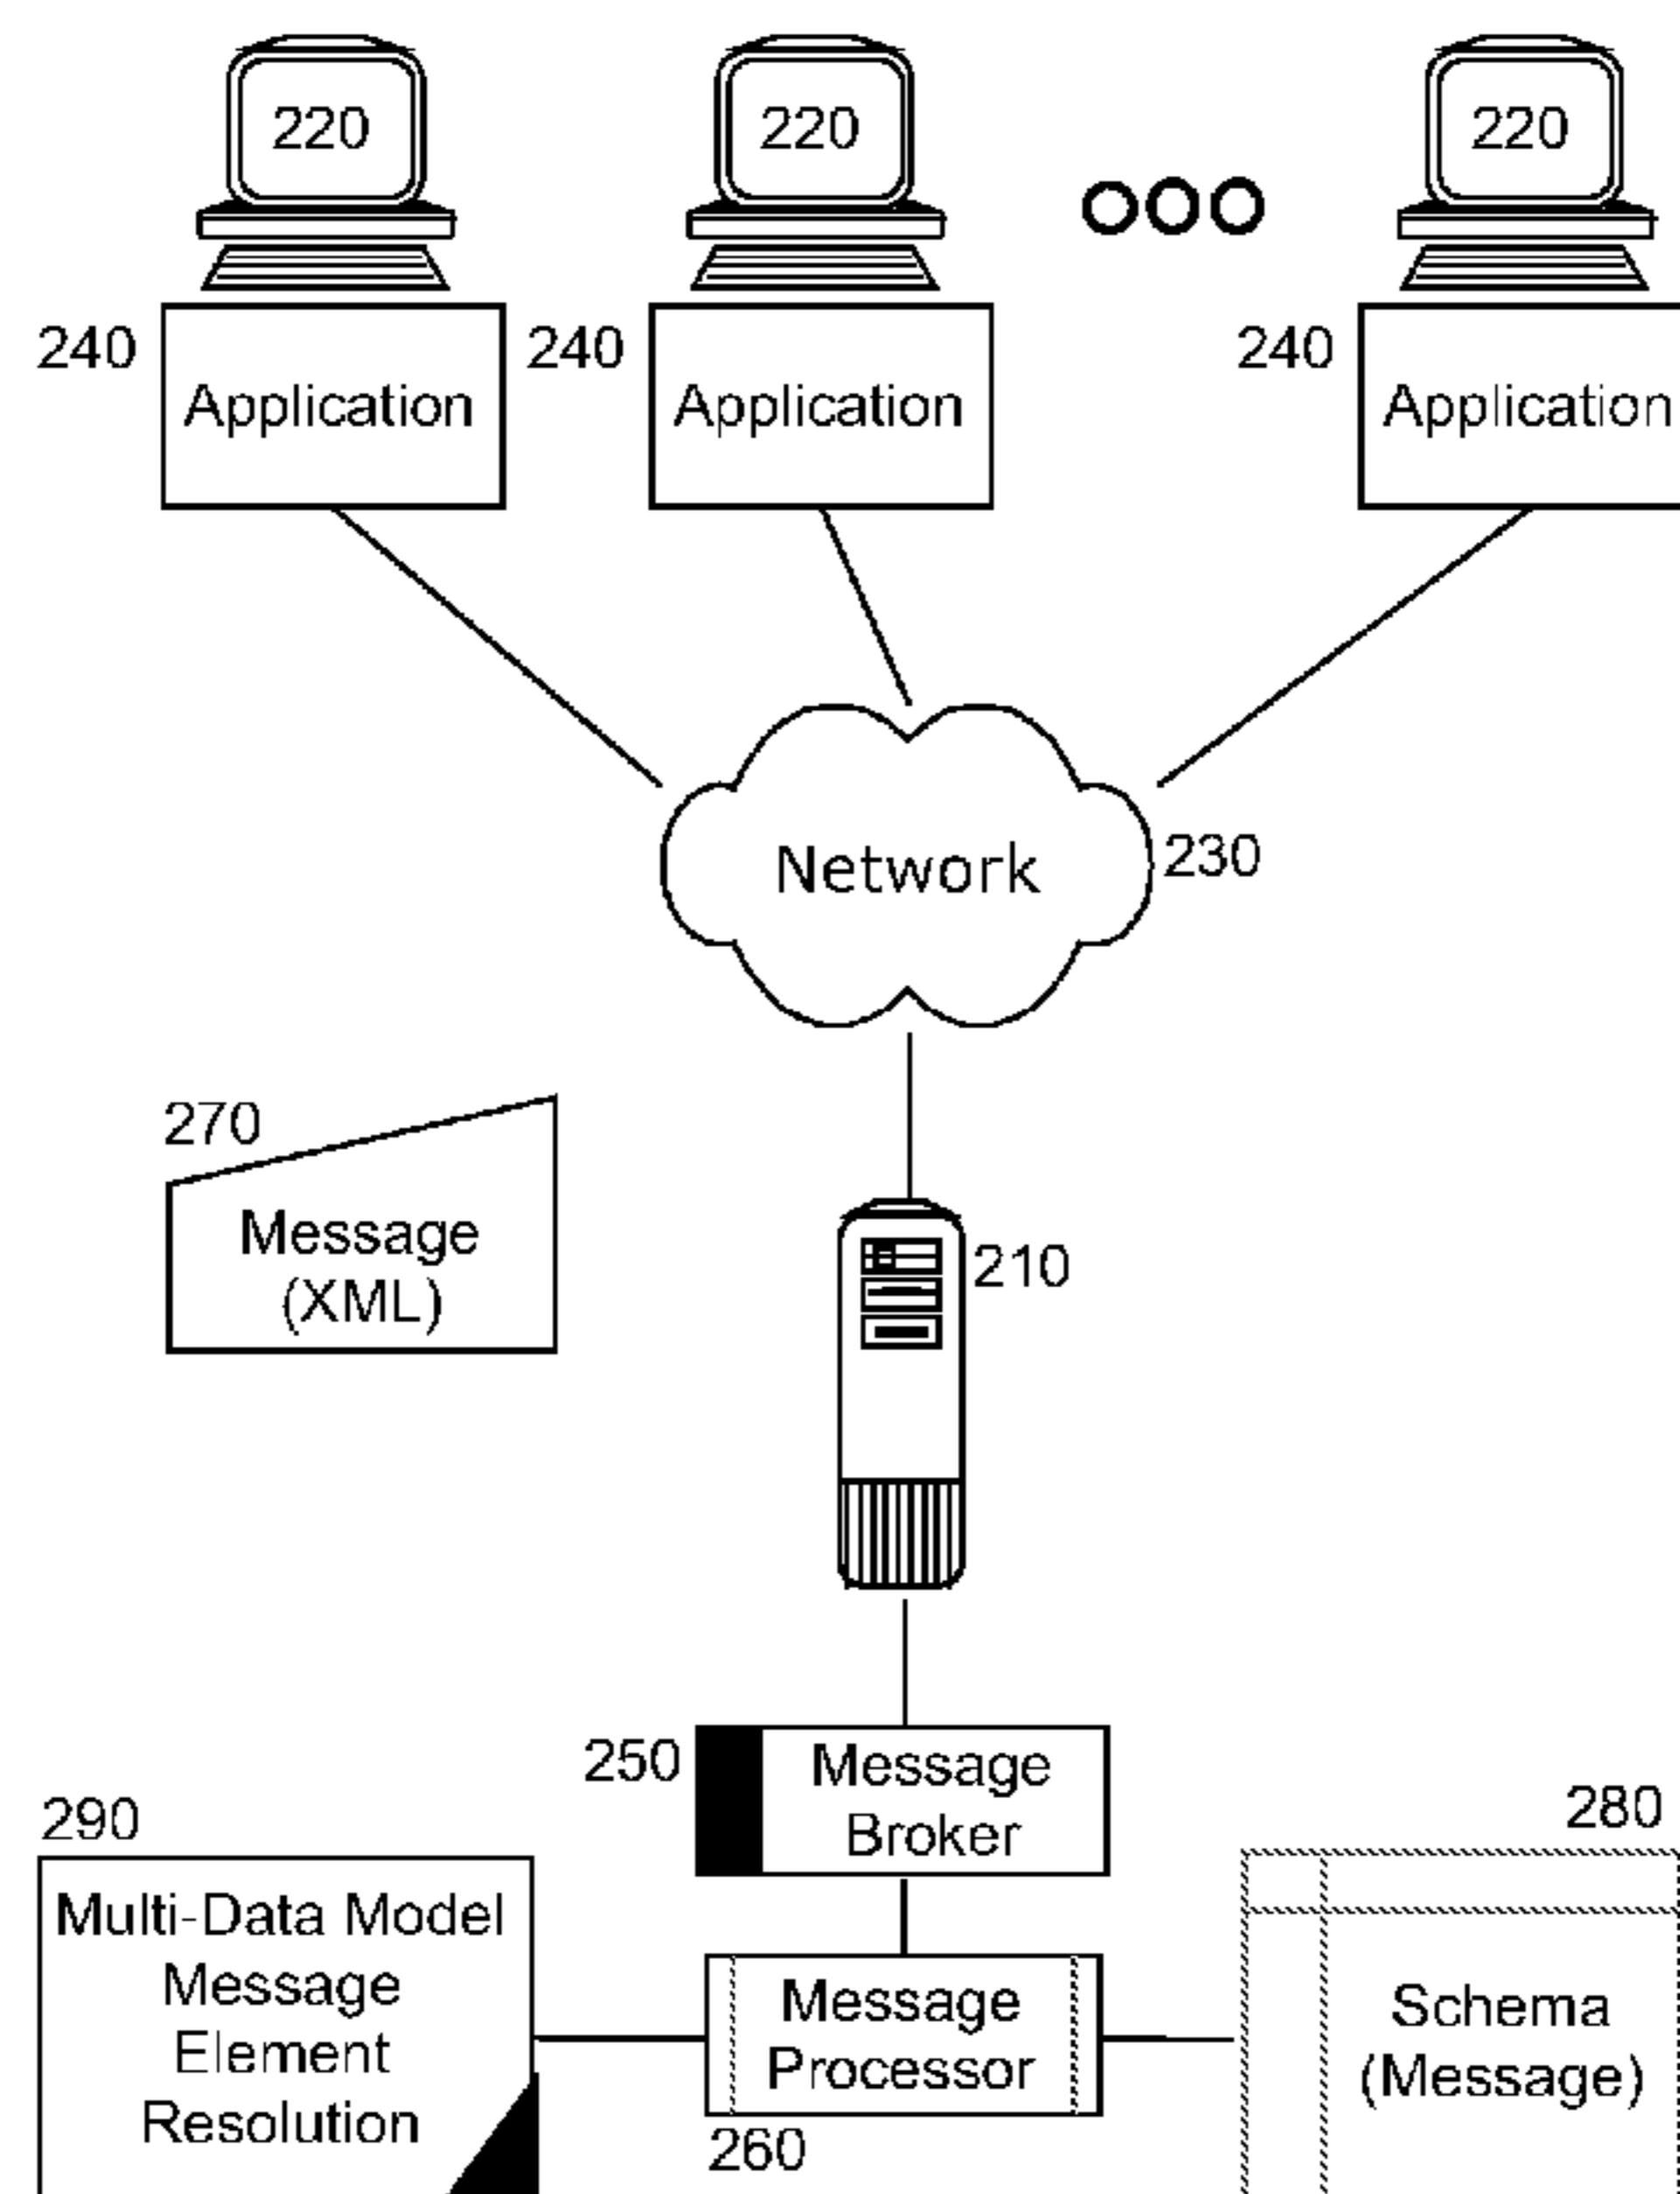 220 220 220
240 240 240
Application Application Application
Network 230
270
Message
(XML)
210
250 Message
Broker
280
290
Multi-Data Model
Message
Element
Resolution
Message
Processor
260
Schema
(Message)